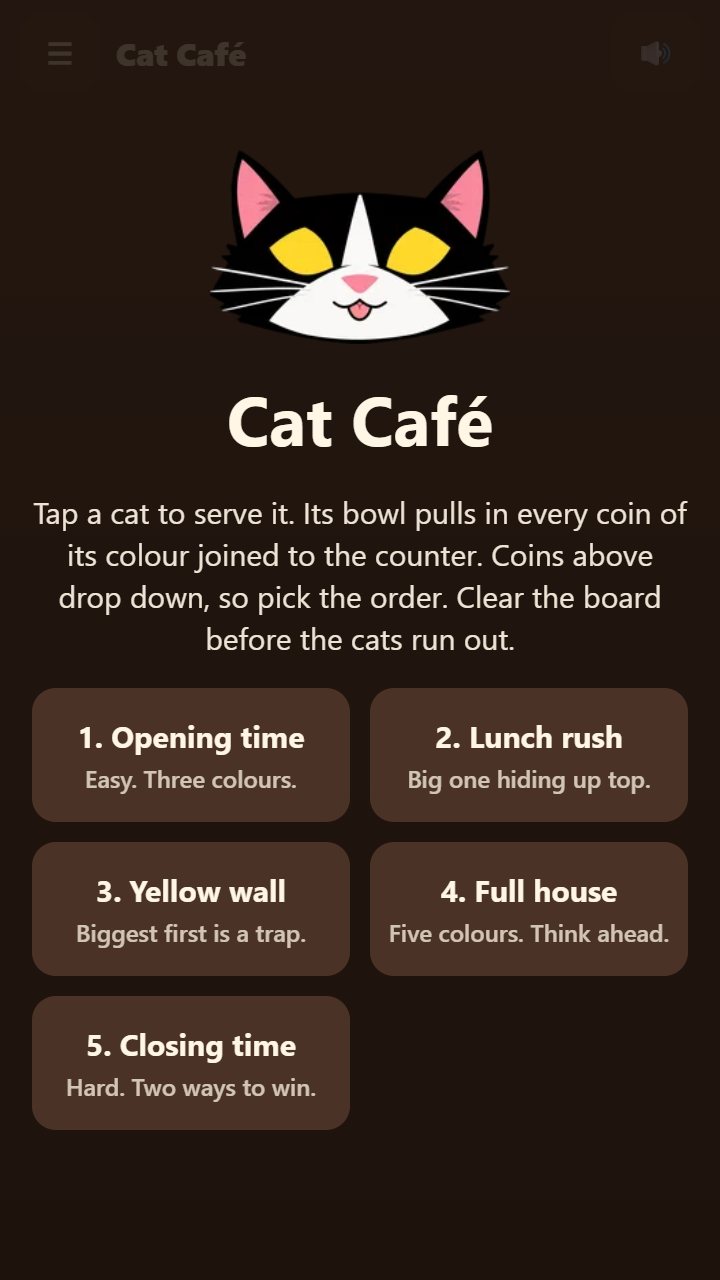 Cat Café
Cat Café
Tap a cat to serve it. Its bowl pulls in every coin of
its colour joined to the counter. Coins above
drop down, so pick the order. Clear the board
before the cats run out.
1. Opening time
Easy. Three colours.
2. Lunch rush
Big one hiding up top.
3. Yellow wall
Biggest first is a trap.
4. Full house
Five colours. Think ahead.
5. Closing time
Hard. Two ways to win.